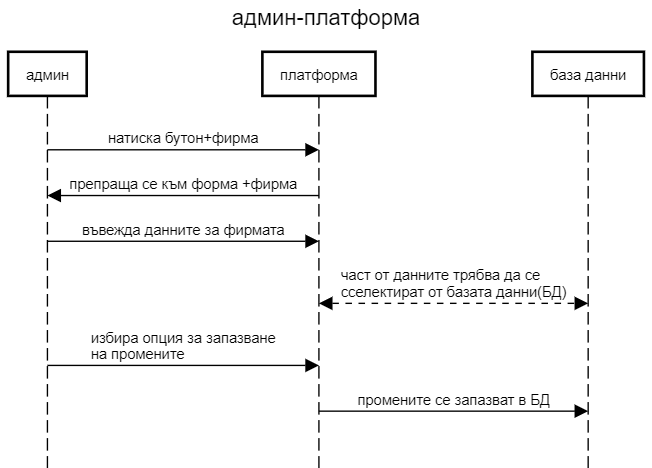 админ-платформа
админ
платформа
база данни
натиска бутон+фирма
препраща се към форма +фирма
въвежда данните за фирмата
част от данните трябва да се
сселектират от базата данни(БД)
избира опция за запазване
на промените
промените се запазват в БД